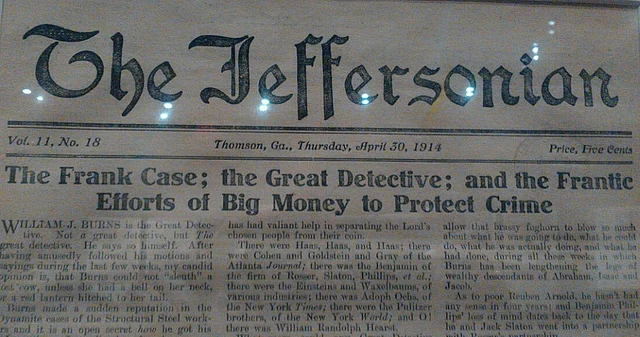 The Jeffersonian
Vol. 11, No. 18 Thomson, Ga., Thursday, April 30, 1914 Price, Five Cents
The Frank Case; the Great Detective; and the Frantic
Efforts of Big Money to Protect Crime
WILLIAM J. BURNS is the Great Detec-
tive. Not a great detective, but The
great detective. He says so himself. After
having amusedly followed his motions and
sayings during the last few weeks, my candid
opinion is, that Burns could not "sleuth" a
lost cow, unless she had a bell on her neck,
or a red lantern hitched to her tail.
Burns made a sudden reputation in the
Dynamite cases of the Structural Steel work-
ers and it is an open secret how he got his
has had valiant help in separating the Lord's
chosen people from their coin.
There were Haas, Haas, and Haas; there
were Cohen and Goldstein and Gray of the
Atlanta Journal; there was the Benjamin of
the firm of Rosser, Slaton, Phillips, et al.;
there were the Einsteins and Waxelbaums, of
various industries; there was Adoph Ochs, of
the New York Times; there were the Pulitzer
brothers, of the New York World; and O!
there was William Randolph Hearst.
allow that brassy foghorn to blow so much
about what he was going to do, what he could
do, what he was actually doing, and what he
had done, during all these weeks in which
Burns has been lengthening the legs of
wealthy descendants of Abraham, Isaac and
Jacob.
As to poor Reuben Arnold, he hasn't had
any sense in four years; and Benjamin Phil-
lips' loss of mind dates back to the day that
he and Jack Slaton went into a partnership